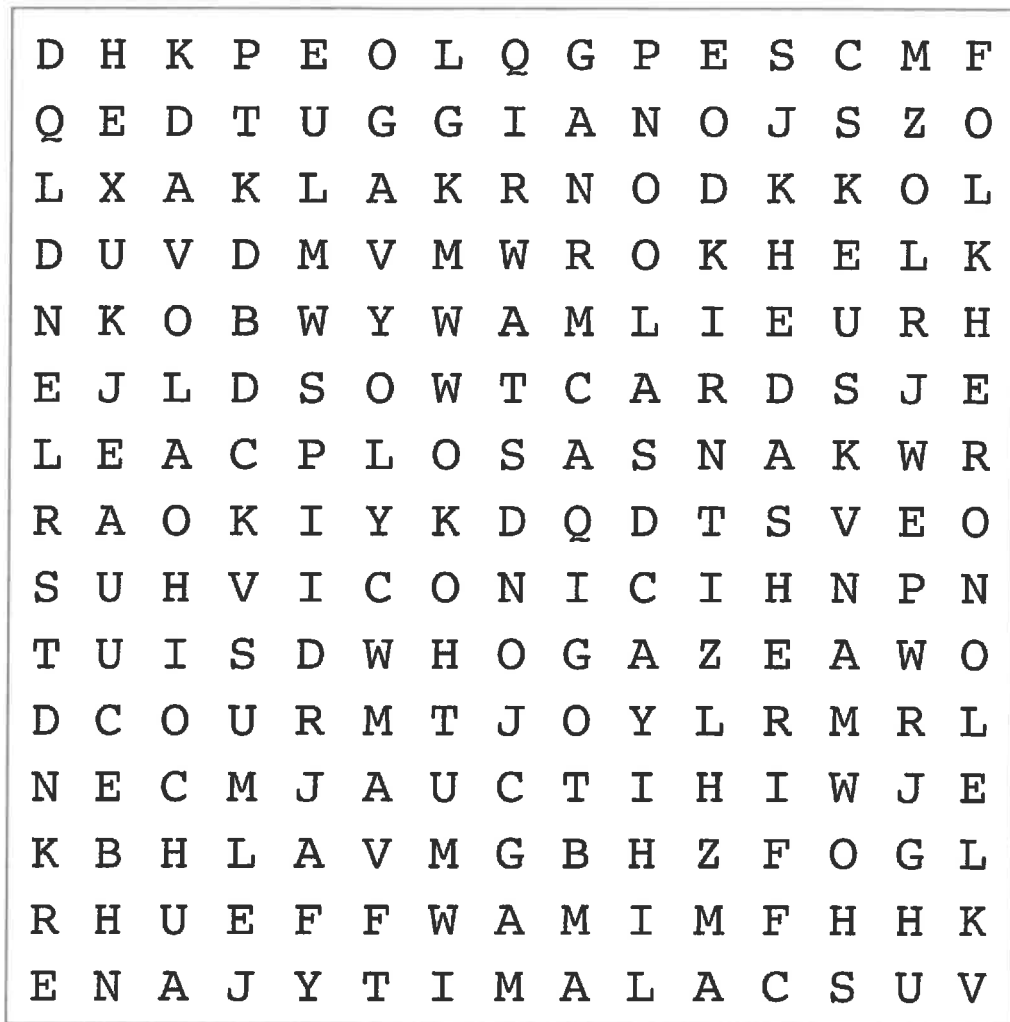 D H K P E O L Q G P E S C M F
Q E D T U G G I A N O J S Z O
L X A K L A K R N O D K K O L
D U V D M V M W R O K H E L K
N K O B W Y W A M L I E U R H
E J L D S O W T C A R D S J E
L E A C P L O S A S N A K W R
R A O K I Y K D Q D T S V E O
S U H V I C O N I C I H N P N
T U I S D W H O G A Z E A W O
D C O U R M T J O Y L R M R L
N E C M J A U C T I H I W J E
K B H L A V M G B H Z F O G L
R H U E F F W A M I M F H H K
E N A J Y T I M A L A C S U V